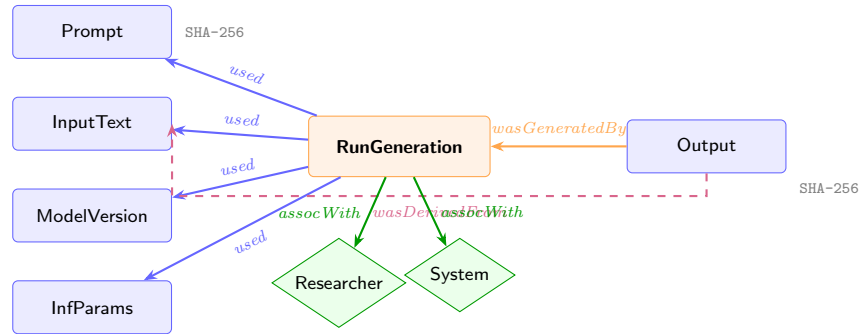 Prompt
SHA-256
used
InputText
used
wasGeneratedBy
RunGeneration
Output
used
SHA-256
ModelVersion
assocWith
wasDerivedFrom
assocWith
used
Researcher
System
InfParams